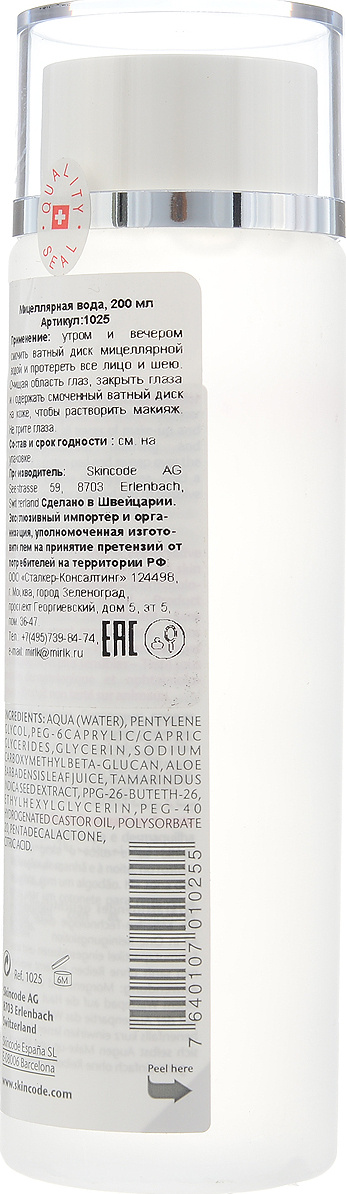 QUALITY
SEAL
Мицеллярная вода, 200 мл
Артикул:1025
Применение: утром и вечером
смочить ватный диск мицеллярной
водой и протереть все лицо и шею.
Очищая область глаз, закрыть глаза
и одержать смоченный ватный диск
на коже, чтобы растворить макияж.
Не трите глаза
Состав и срок годности : см. на
упаковке.
Производитель: Skincode AG
Seestrasse 59, 8703 Erlenbach,
Switzerland Сделано в Швейцарии.
Эксклюзивный импортер и орга-
низация, уполномоченная изгото-
вителем на принятие претензий от
потребителей на территории РФ
ООО «Сталкер-Консалтинг» 124498,
г. Москва, город Зеленоград,
проспект Георгиевский, дом 5, эт 5,
пом. 36-47
Тел. +7(495)739-84-74,
e-mail: mirlk@mirlk.ru
EAC
INGREDIENTS: AQUA (WATER), PENTYLENE
GLYCOL, PEG-6 CAPRYLIC/CAPRIC
GLYCERIDES, GLYCERIN, SODIUM
CARBOXYMETHYL BETA-GLUCAN, ALOE
BARBADENSIS LEAF JUICE, TAMARINDUS
INDICA SEED EXTRACT, PPG-26-BUTETH-26,
ETHYLHEXYLGLYCERIN, PEG-40
HYDROGENATED CASTOR OIL, POLYSORBATE
20, PENTADECALACTONE,
CITRIC ACID.
7 640107 010255
Ref. 1025
6M
Skincode AG
8703 Erlenbach
Switzerland
Skincode España SL
E-08006 Barcelona
www.skincode.com
Peel here